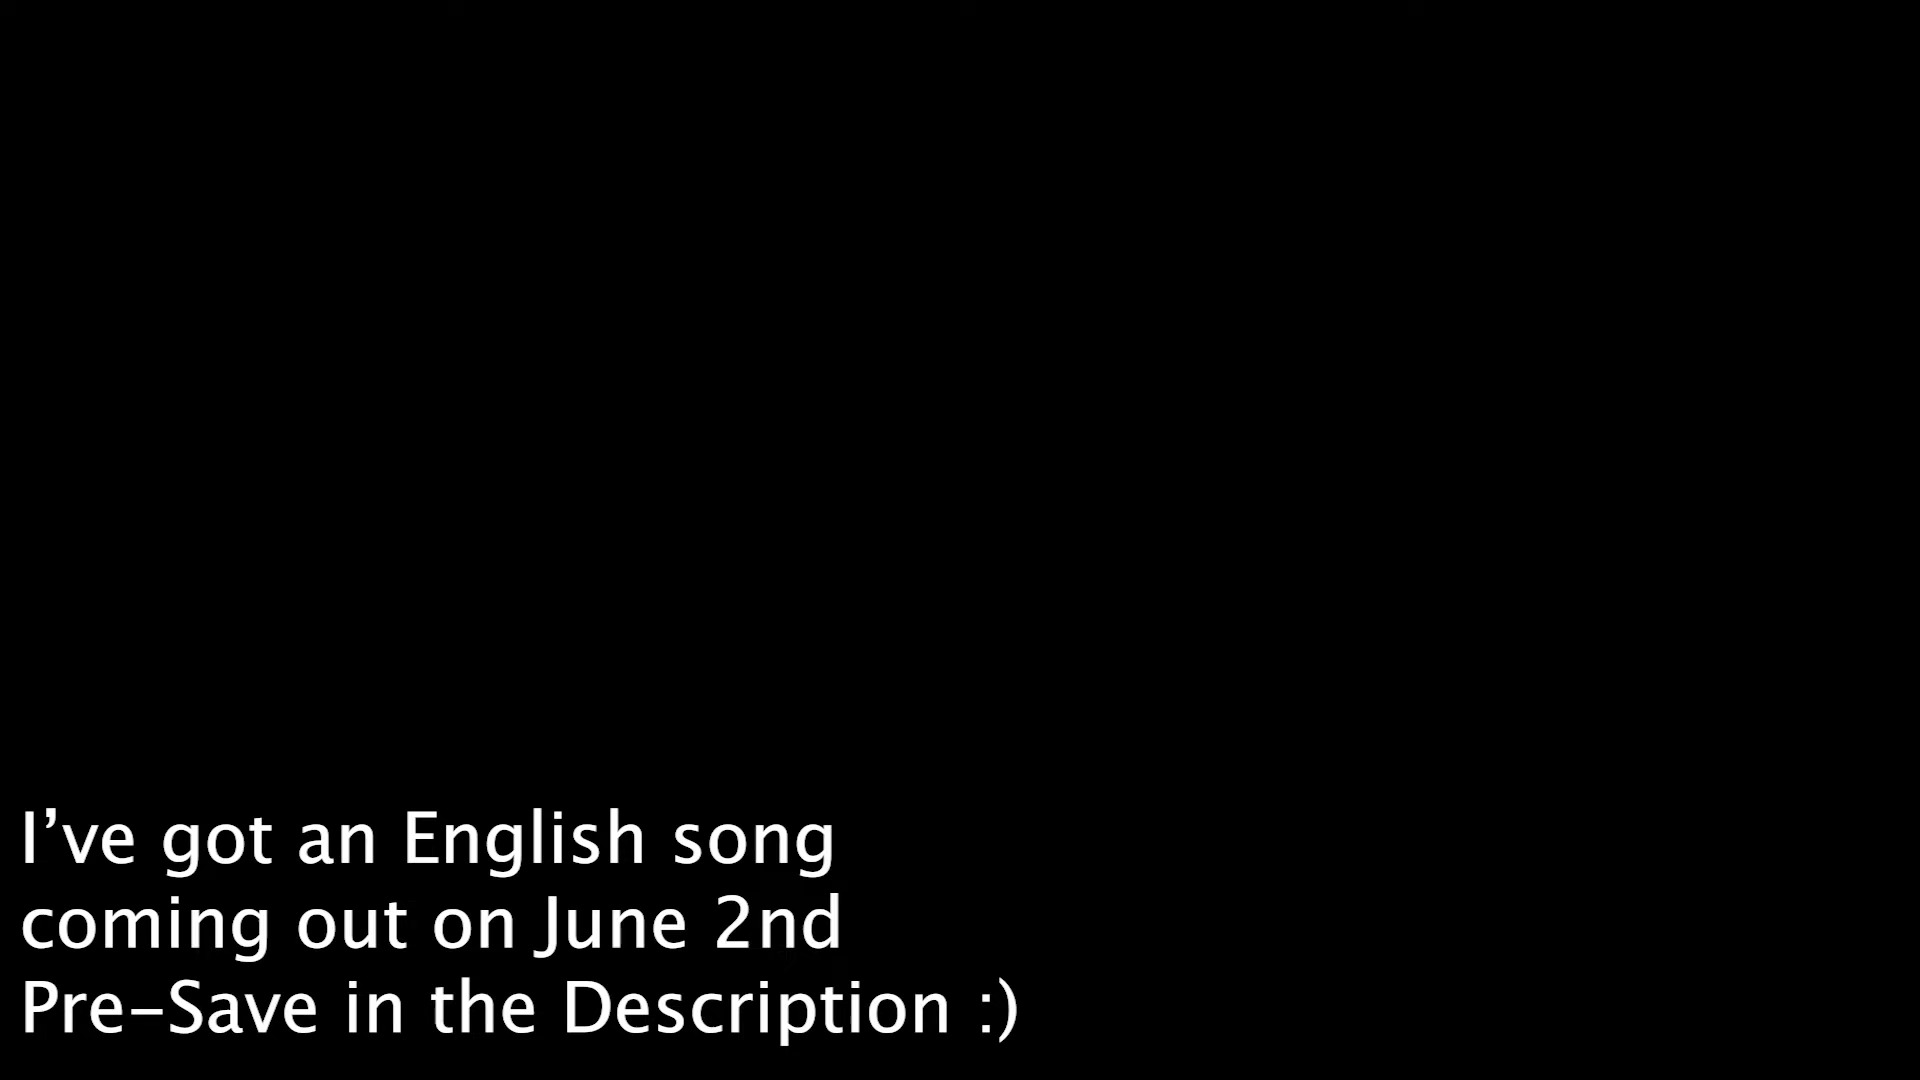 I’ve got an English song
coming out on June 2nd
Pre-Save in the Description :)